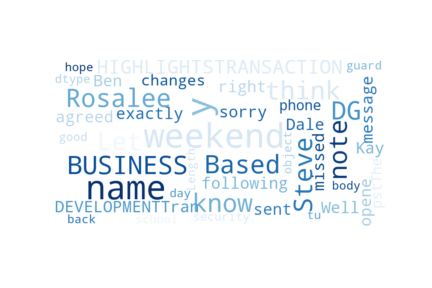 hope HIGHLIGHTSTRANSACTION guard
dtype Ben changes right think message
Rosalee exactly y sorry phone DG
agreed Let weekend Dale missed note Kay
good BUSINESS Based Steve object
name length following body opene
day know sent Well
DEVELOPMENTTran tu
back school security